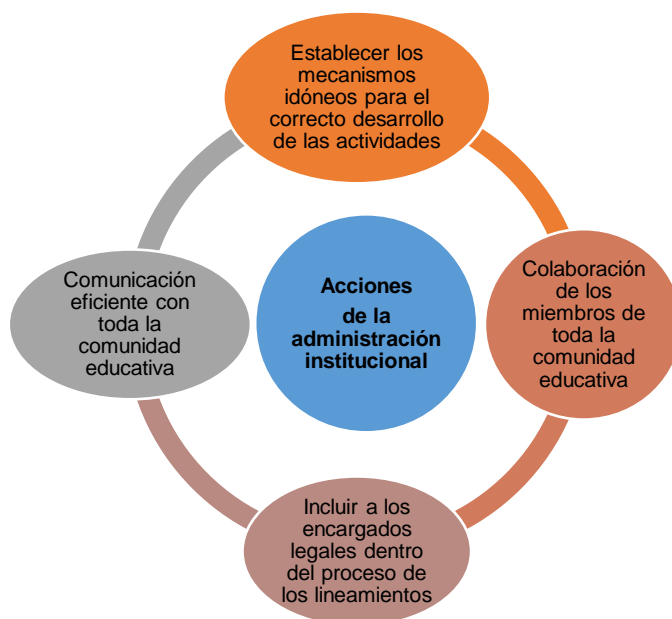 Establecer los
mecanismos
idóneos para el
correcto desarrollo
de las actividades
Comunicación
eficiente con
toda la
comunidad
educativa
Acciones
de la
administración
institucional
Colaboración
de los
miembros de
toda la
comunidad
educativa
Incluir a los
encargados
legales dentro
del proceso de
los lineamientos